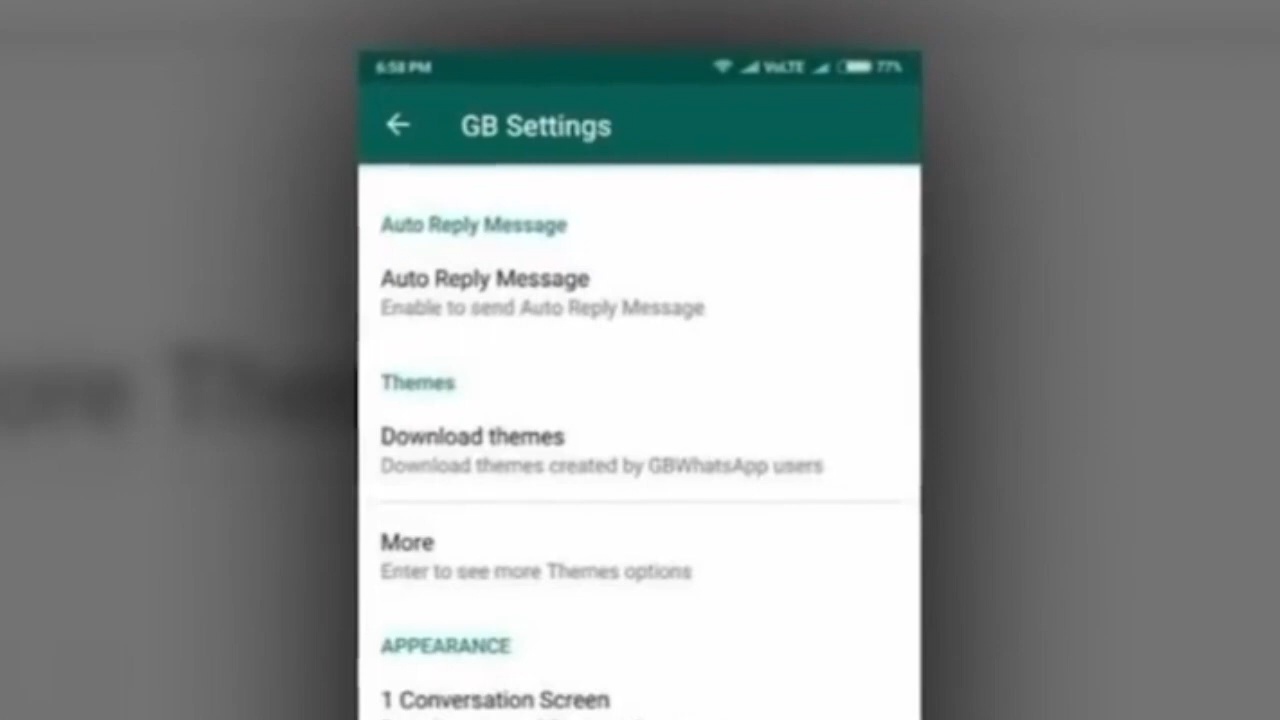 6:58 PM VoLTE 77%
GB Settings
Auto Reply Message
Auto Reply Message
Enable to send Auto Reply Message
Themes
Download themes
Download themes created by GBWhatsApp users
More
Enter to see more Themes options
APPEARANCE
1 Conversation Screen